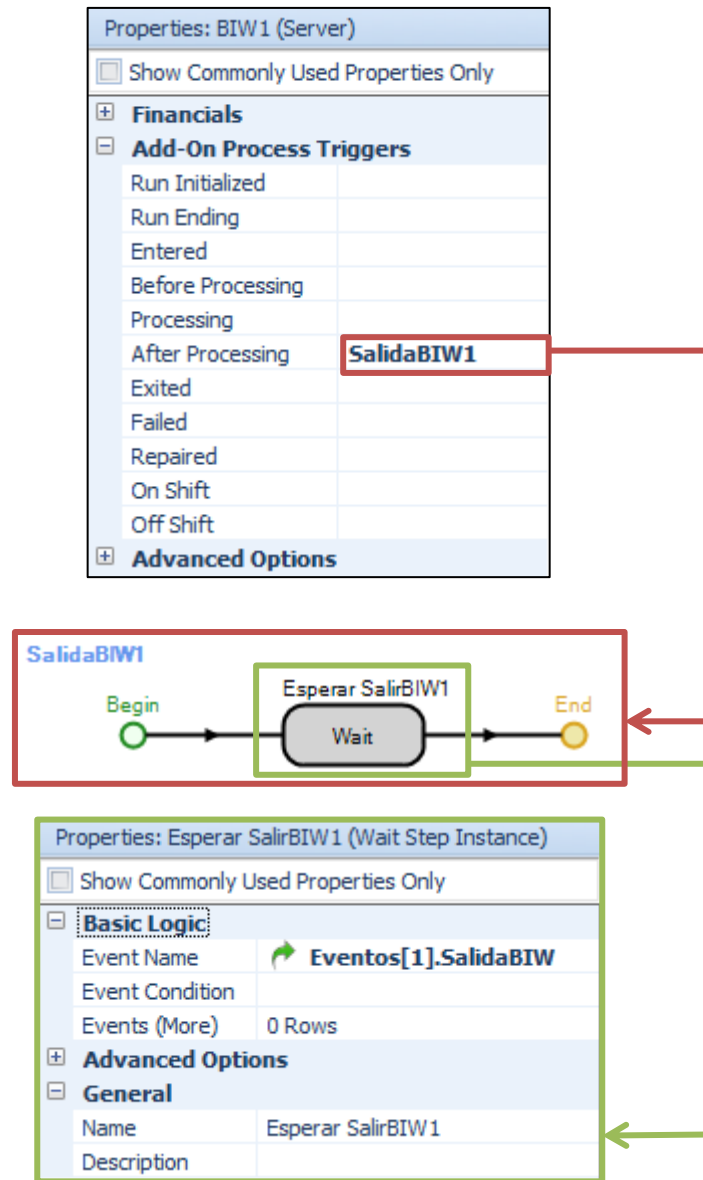 Properties: BIW1 (Server)
Show Commonly Used Properties Only
Financials
Add-On Process Triggers
Run Initialized
Run Ending
Entered
Before Processing
Processing
After Processing SalidaBIW1
Exited
Failed
Repaired
On Shift
Off Shift
Advanced Options
SalidaBIW1
Begin
Esperar SalirBIW1
End
Wait
Properties: Esperar SalirBIW1 (Wait Step Instance)
Show Commonly Used Properties Only
Basic Logic
Event Name Eventos[1].SalidaBIW
Event Condition
Events (More) 0 Rows
Advanced Options
General
Name Esperar SalirBIW1
Description